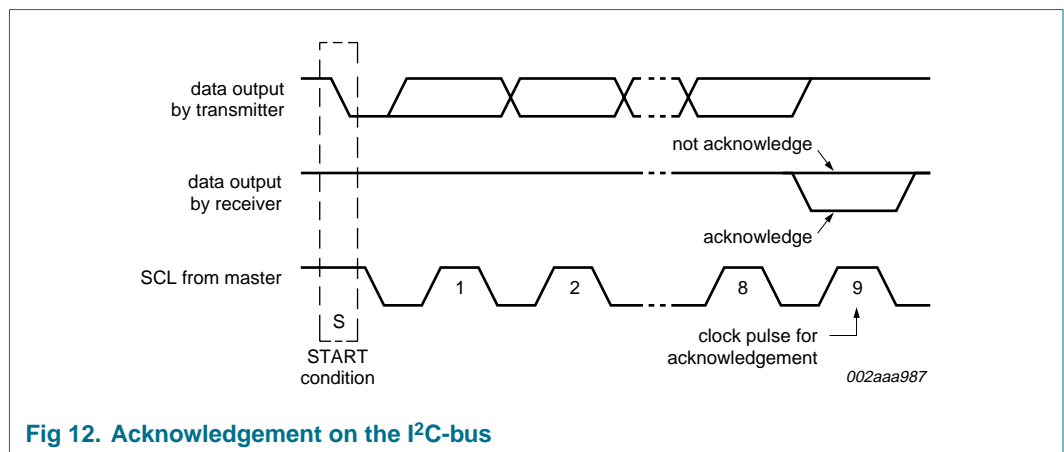 data output
by transmitter
not acknowledge
data output
by receiver
acknowledge
SCL from master
1
2
8
9
S
START
condition
clock pulse for
acknowledgement
002aaa987
Fig 12. Acknowledgement on the I²C-bus